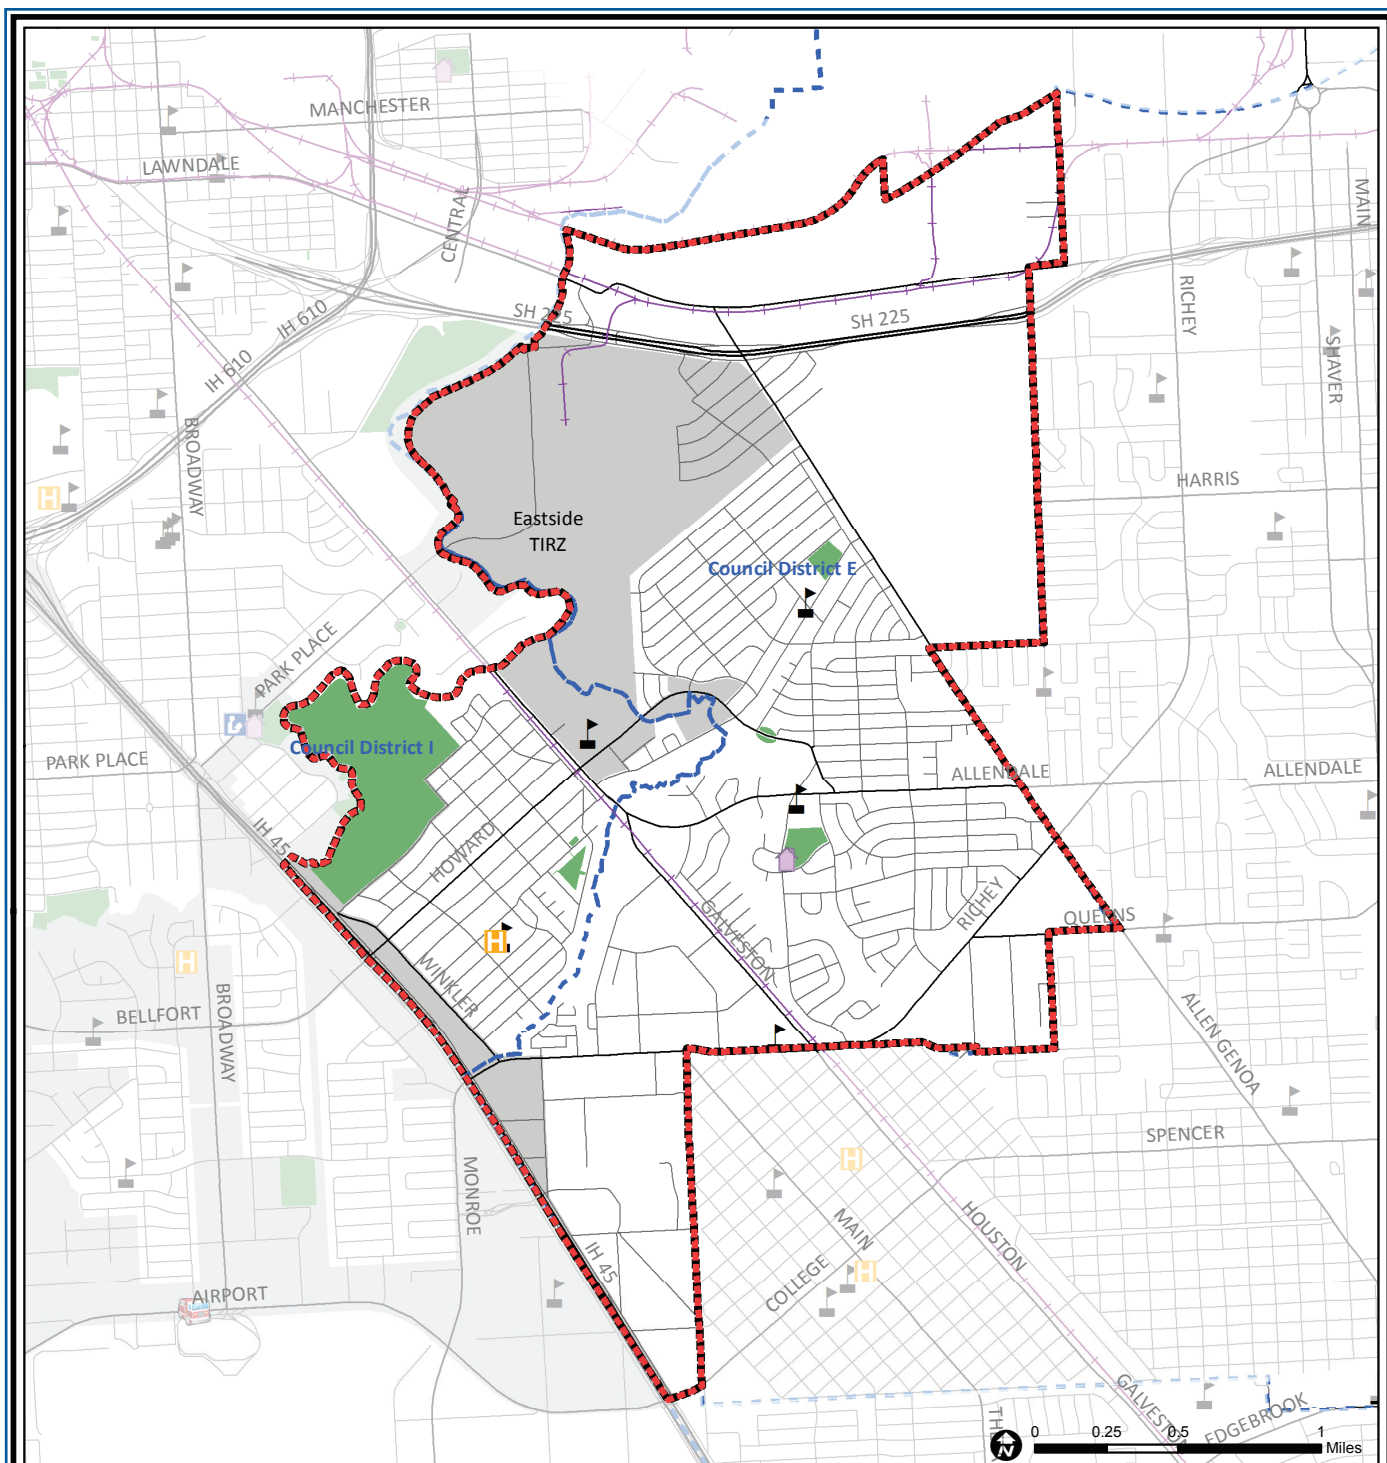 MANCHESTER
LAWNDALE
CENTRAL
MAIN
RICHEY
SHAVER
IH 610
IH 610
SH 225
SH 225
BROADWAY
HARRIS
Eastside
TIRZ
Council District E
PARK PLACE
Council District I
PARK PLACE
ALLENDALE
ALLENDALE
IH 45
HOWARD
RICHEY
QUEENS
GALVESTON
WINKLER
BELLFORT
BROADWAY
ALLEN GENOA
SPENCER
MONROE
MAIN
HOUSTON
COLLEGE
IH 45
AIRPORT
GALVESTON
EDGEBROOK
H
H
H
H
H
N
0 0.25 0.5 1
Miles